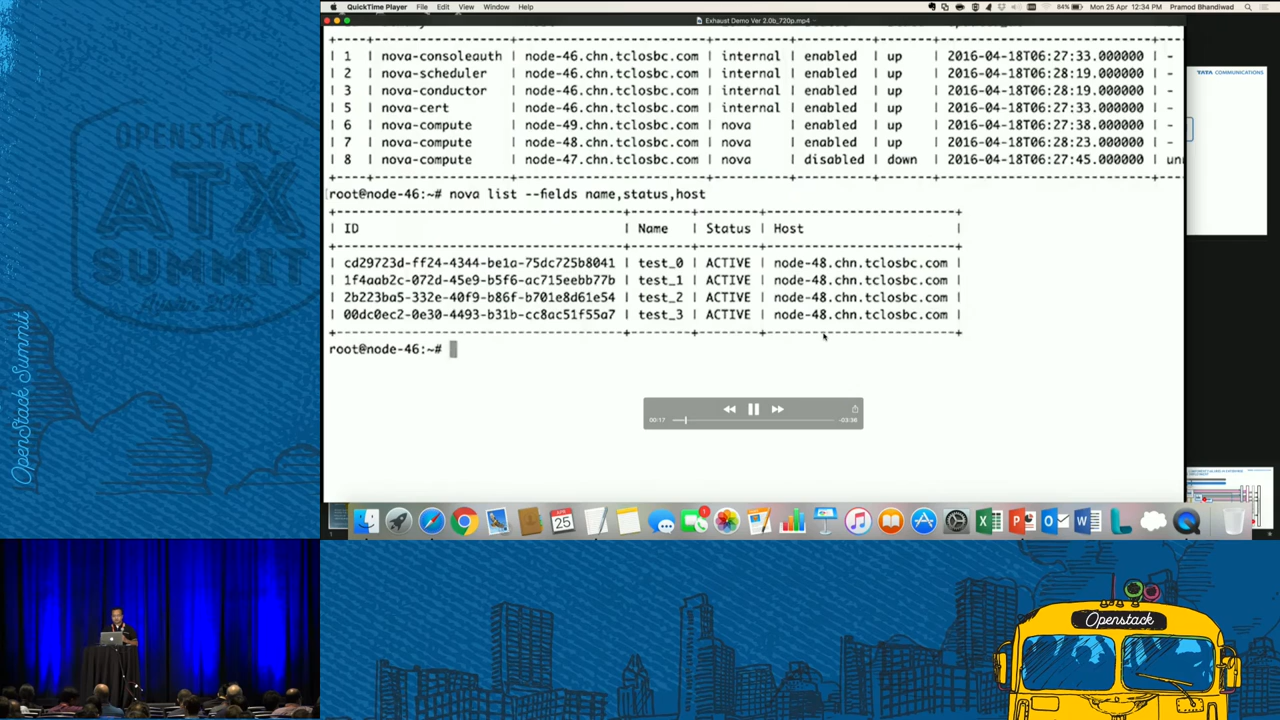 QuickTime Player File Edit View Window Help
84% Mon 25 Apr 12:34 PM Pramod Bhandiwad
Exhaust Demo Ver 2.0b_720p.mp4
| 1 | nova-consoleauth | node-46.chn.tclosbc.com | internal | enabled | up | 2016-04-18T06:27:33.000000 | -
| 2 | nova-scheduler | node-46.chn.tclosbc.com | internal | enabled | up | 2016-04-18T06:28:19.000000 | -
| 3 | nova-conductor | node-46.chn.tclosbc.com | internal | enabled | up | 2016-04-18T06:28:19.000000 | -
| 5 | nova-cert | node-46.chn.tclosbc.com | internal | enabled | up | 2016-04-18T06:27:33.000000 | -
| 6 | nova-compute | node-49.chn.tclosbc.com | nova | enabled | up | 2016-04-18T06:27:38.000000 | -
| 7 | nova-compute | node-48.chn.tclosbc.com | nova | enabled | up | 2016-04-18T06:28:23.000000 | -
| 8 | nova-compute | node-47.chn.tclosbc.com | nova | disabled | down | 2016-04-18T06:27:45.000000 |
root@node-46:~# nova list --fields name,status,host
| ID | Name | Status | Host |
| cd29723d-ff24-4344-be1a-75dc725b8041 | test_0 | ACTIVE | node-48.chn.tclosbc.com |
| 1f4aab2c-072d-45e9-b5f6-ac715eebb77b | test_1 | ACTIVE | node-48.chn.tclosbc.com |
| 2b223ba5-332e-40f9-b86f-b701e8d61e54 | test_2 | ACTIVE | node-48.chn.tclosbc.com |
| 00dc0ec2-0e30-4493-b31b-cc8ac51f55a7 | test_3 | ACTIVE | node-48.chn.tclosbc.com |
root@node-46:~#
00:17 -03:36
TATA COMMUNICATIONS
OPENSTACK
ATX
SUMMIT
Austin 2016
OpenStack Summit
Openstack